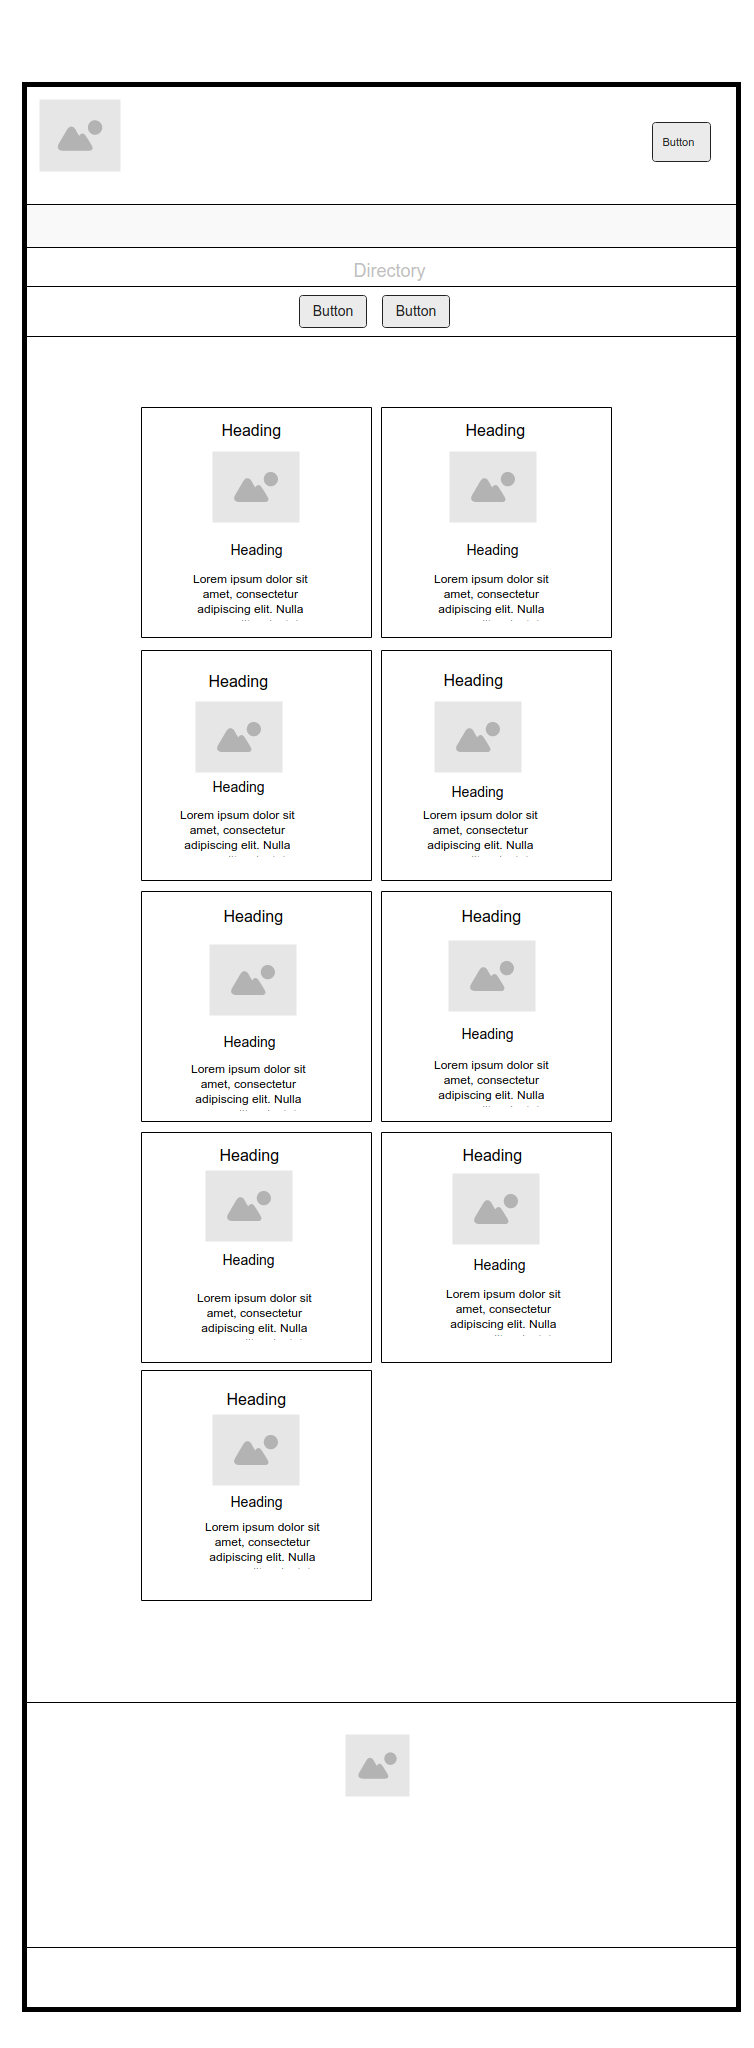 Button
Directory
Button
Button
Heading
Heading
Lorem ipsum dolor sit
amet, consectetur
adipiscing elit. Nulla
Heading
Heading
Lorem ipsum dolor sit
amet, consectetur
adipiscing elit. Nulla
Heading
Heading
Lorem ipsum dolor sit
amet, consectetur
adipiscing elit. Nulla
Heading
Heading
Lorem ipsum dolor sit
amet, consectetur
adipiscing elit. Nulla
Heading
Heading
Lorem ipsum dolor sit
amet, consectetur
adipiscing elit. Nulla
Heading
Heading
Lorem ipsum dolor sit
amet, consectetur
adipiscing elit. Nulla
Heading
Heading
Lorem ipsum dolor sit
amet, consectetur
adipiscing elit. Nulla
Heading
Heading
Lorem ipsum dolor sit
amet, consectetur
adipiscing elit. Nulla
Heading
Heading
Lorem ipsum dolor sit
amet, consectetur
adipiscing elit. Nulla